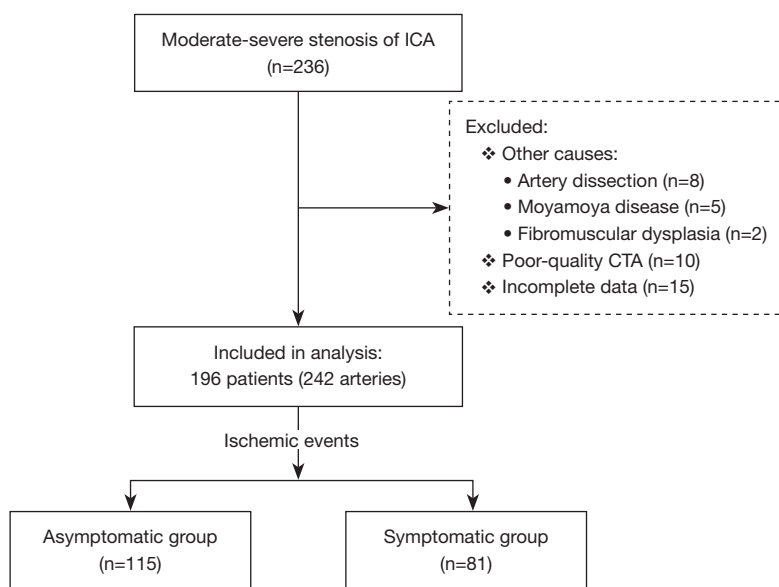 Moderate-severe stenosis of ICA
(n=236)
Excluded:
❖ Other causes:
• Artery dissection (n=8)
• Moyamoya disease (n=5)
• Fibromuscular dysplasia (n=2)
❖ Poor-quality CTA (n=10)
❖ Incomplete data (n=15)
Included in analysis:
196 patients (242 arteries)
Ischemic events
Asymptomatic group
(n=115)
Symptomatic group
(n=81)